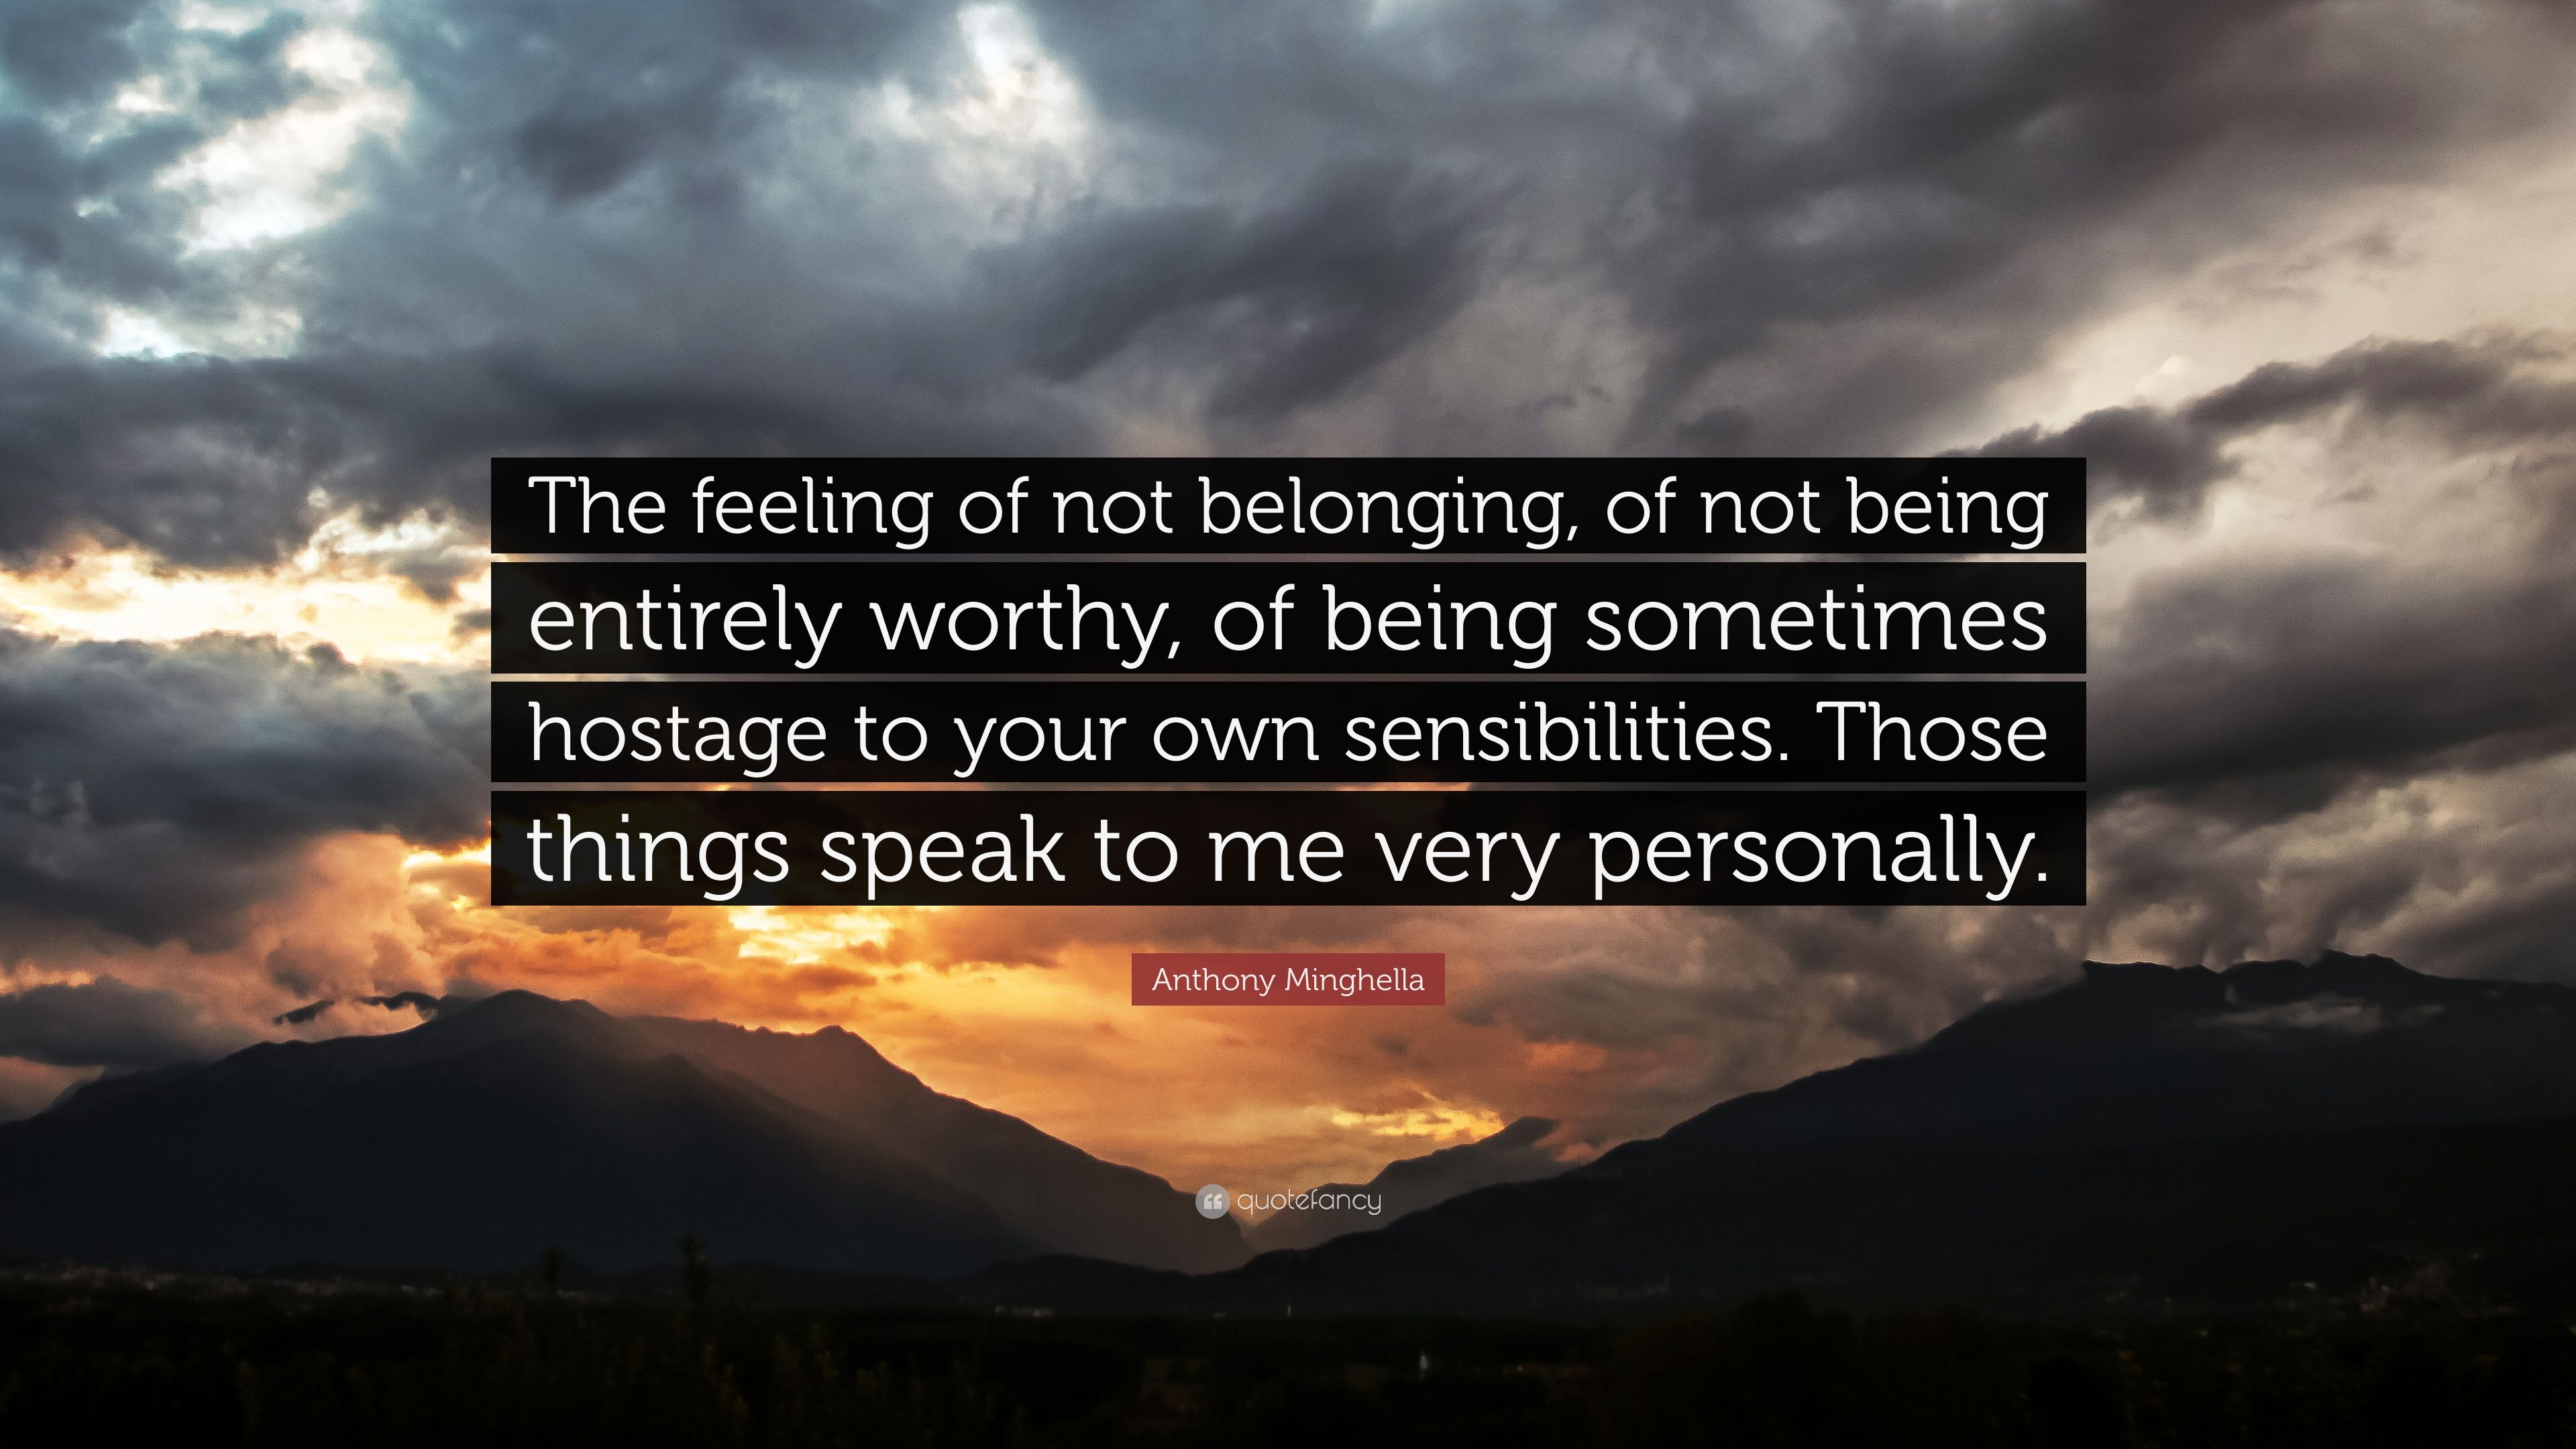 The feeling of not belonging, of not being
entirely worthy, of being sometimes
hostage to your own sensibilities. Those
things speak to me very personally.
Anthony Minghella
quotefancy